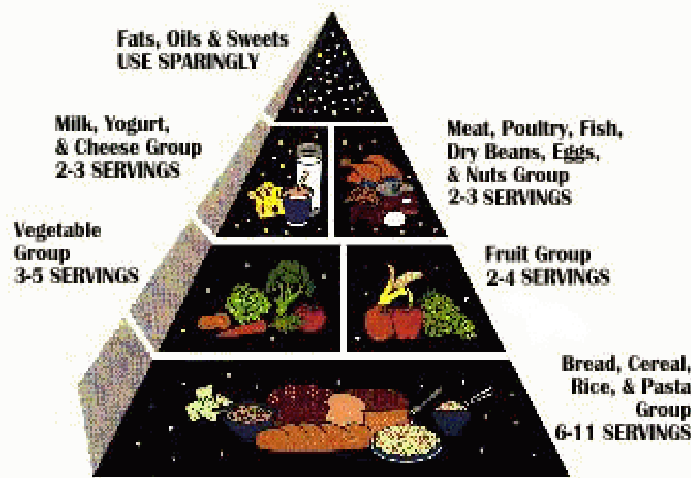 Fats, Oils & Sweets
USE SPARINGLY
Milk, Yogurt,
& Cheese Group
2-3 SERVINGS
Meat, Poultry, Fish,
Dry Beans, Eggs,
& Nuts Group
2-3 SERVINGS
Vegetable
Group
3-5 SERVINGS
Fruit Group
2-4 SERVINGS
Bread, Cereal,
Rice, & Pasta
Group
6-11 SERVINGS